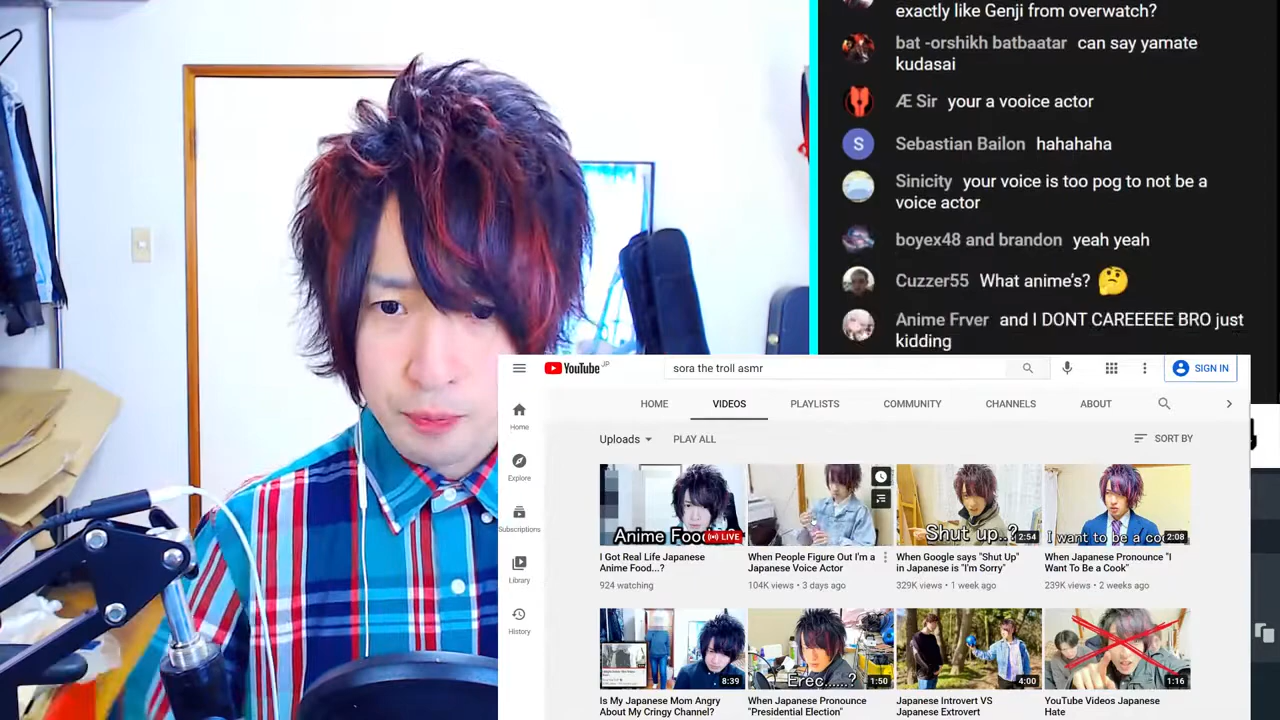 exactly like Genji from overwatch?
bat -orshikh batbaatar can say yamate
kudasai
Æ Sir your a vooice actor
S
Sebastian Bailon hahahaha
Sinicity your voice is too pog to not be a
voice actor
boyex48 and brandon yeah yeah
Cuzzer55 What anime's? 🤔
Anime Frver and I DONT CAREEEEE BRO just
kidding
YouTube JP
sora the troll asmr
SIGN IN
HOME VIDEOS PLAYLISTS COMMUNITY CHANNELS ABOUT
Home
Explore
Subscriptions
Library
History
Uploads PLAY ALL SORT BY
Anime Foo LIVE
Shut up..? 2:54
I want to be a co 2:08
I Got Real Life Japanese
Anime Food...?
924 watching
When People Figure Out I'm a
Japanese Voice Actor
104K views • 3 days ago
When Google says "Shut Up"
in Japanese is "I'm Sorry"
329K views • 1 week ago
When Japanese Pronounce "I
Want To Be a Cook"
239K views • 2 weeks ago
8:39
Erec.....? 1:50
4:00
1:16
Is My Japanese Mom Angry
About My Cringy Channel?
When Japanese Pronounce
"Presidential Election"
Japanese Introvert VS
Japanese Extrovert
YouTube Videos Japanese
Hate